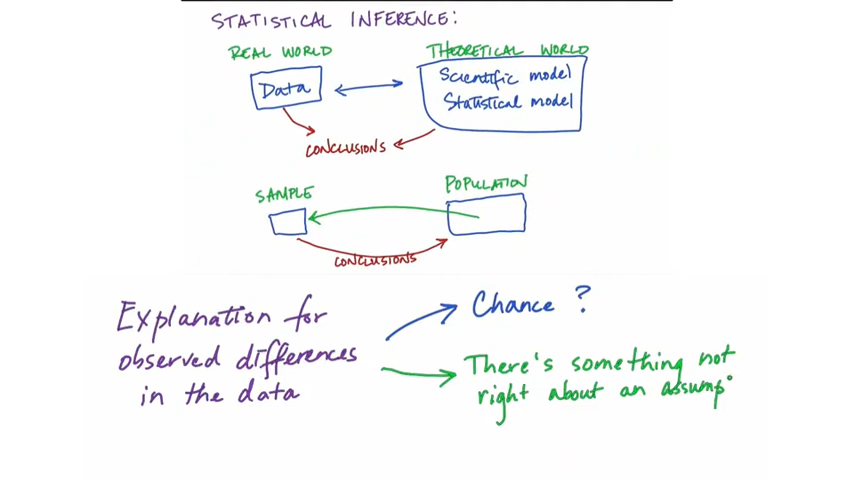 STATISTICAL INFERENCE:
REAL WORLD
THEORETICAL WORLD
Data
Scientific model
Statistical model
CONCLUSIONS
SAMPLE
POPULATION
CONCLUSIONS
Explanation for
observed differences
in the data
Chance ?
There's something not
right about an assump